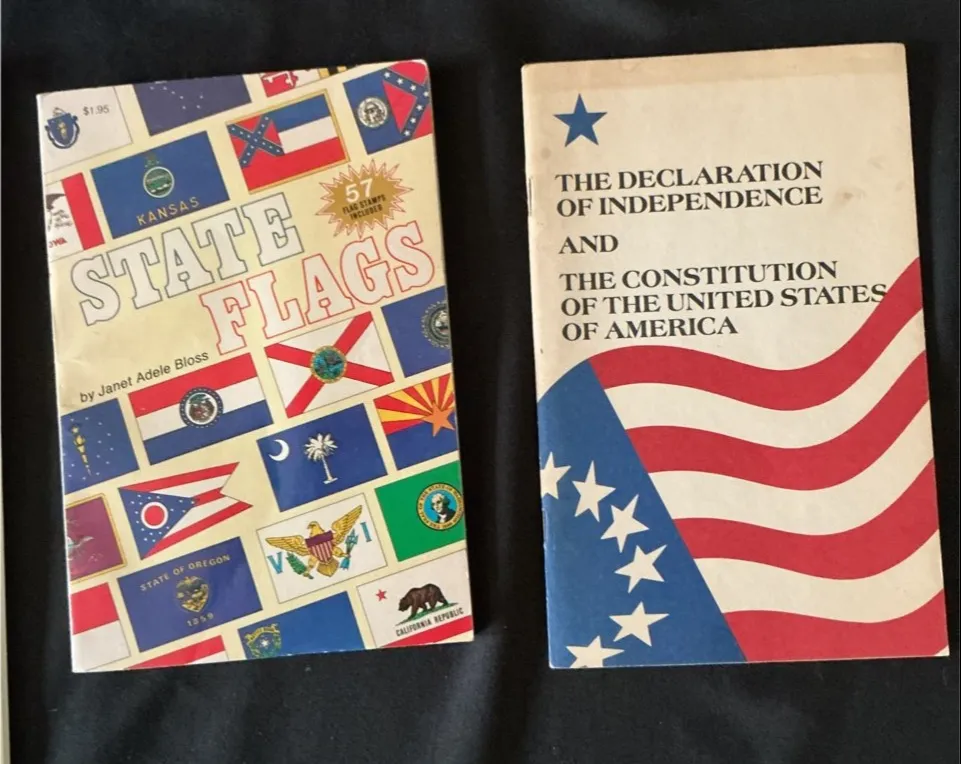 $1.95
KANSAS
57
FLAG STAMPS
INCLUDED
STATE
FLAGS
by Janet Adele Bloss
V I
STATE OF OREGON
1859
CALIFORNIA REPUBLIC
THE DECLARATION
OF INDEPENDENCE
AND
THE CONSTITUTION
OF THE UNITED STATES
OF AMERICA